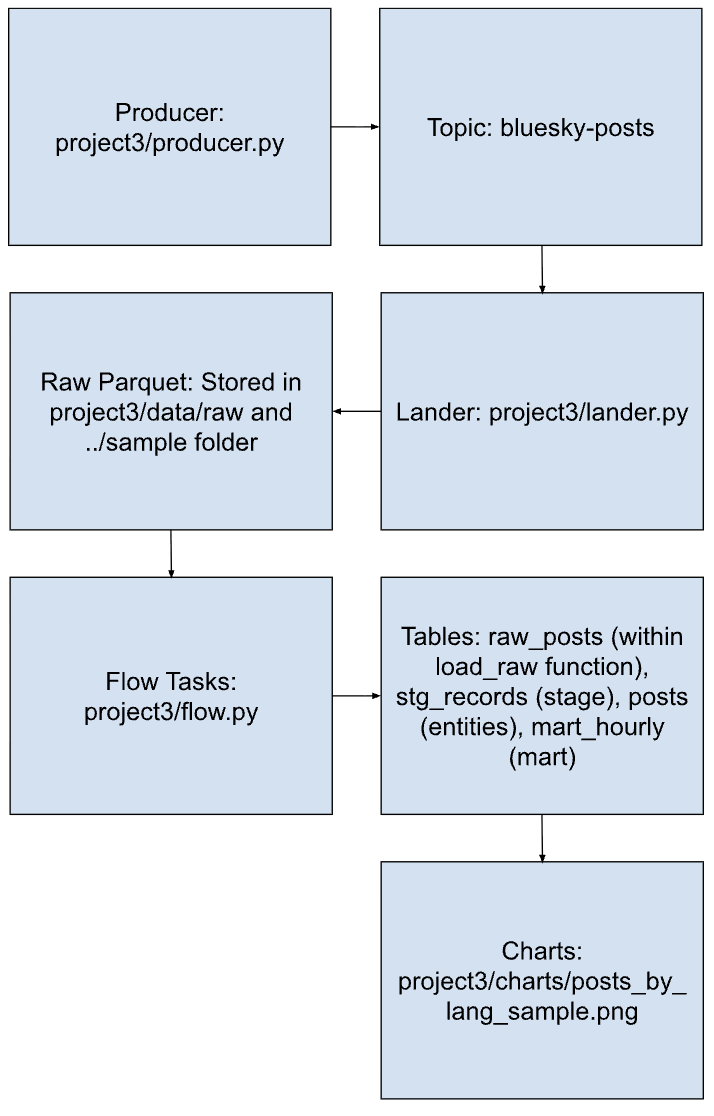 Producer:
project3/producer.py
Topic: bluesky-posts
Raw Parquet: Stored in
project3/data/raw and
../sample folder
Lander: project3/lander.py
Flow Tasks:
project3/flow.py
Tables: raw_posts (within
load_raw function),
stg_records (stage), posts
(entities), mart_hourly
(mart)
Charts:
project3/charts/posts_by_
lang_sample.png